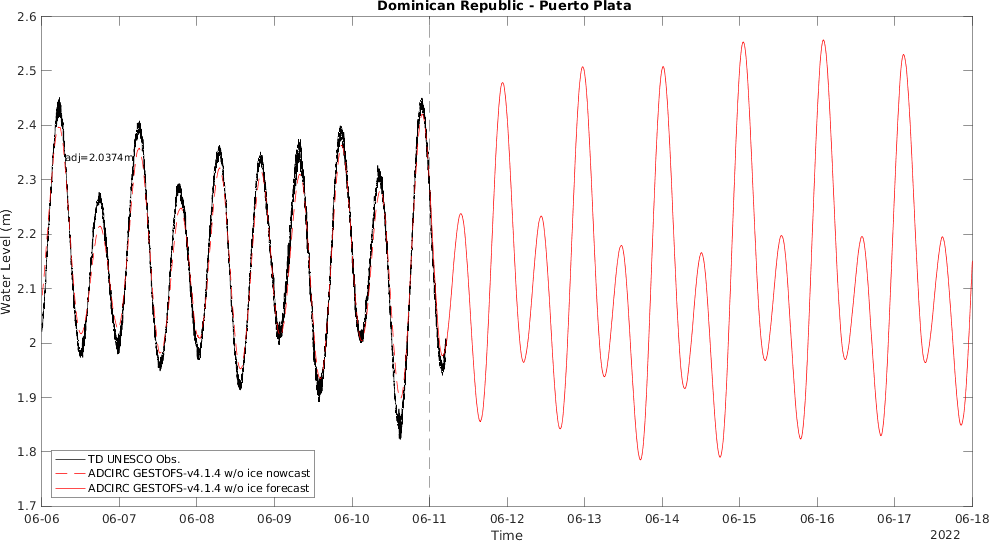 Dominican Republic - Puerto Plata
2.6
2.5
2.4
2.3
2.2
2.1
2
1.9
1.8
1.7
Water Level (m)
adj=2.0374m
TD UNESCO Obs.
ADCIRC GESTOFS-v4.1.4 w/o ice nowcast
ADCIRC GESTOFS-v4.1.4 w/o ice forecast
06-06 06-07 06-08 06-09 06-10 06-11 06-12 06-13 06-14 06-15 06-16 06-17 06-18
Time
2022